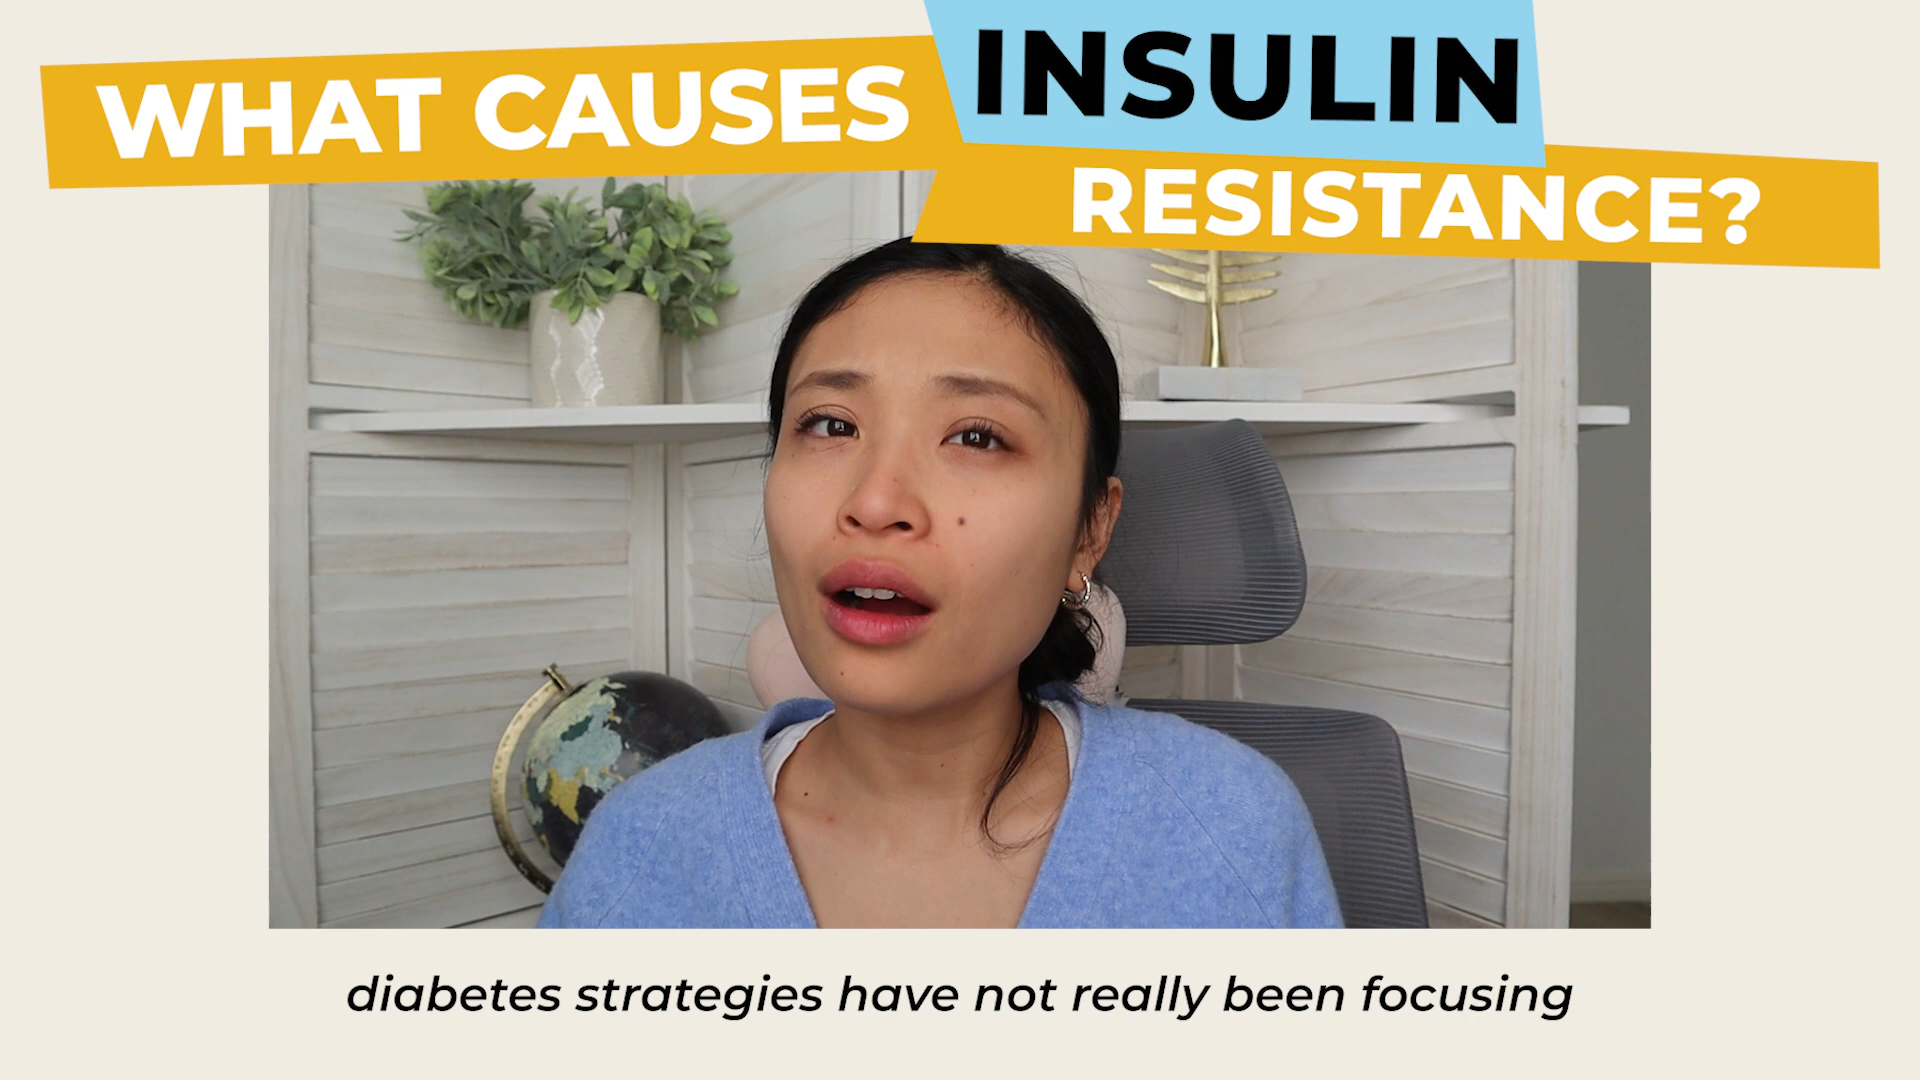 WHAT CAUSES INSULIN
RESISTANCE?
diabetes strategies have not really been focusing